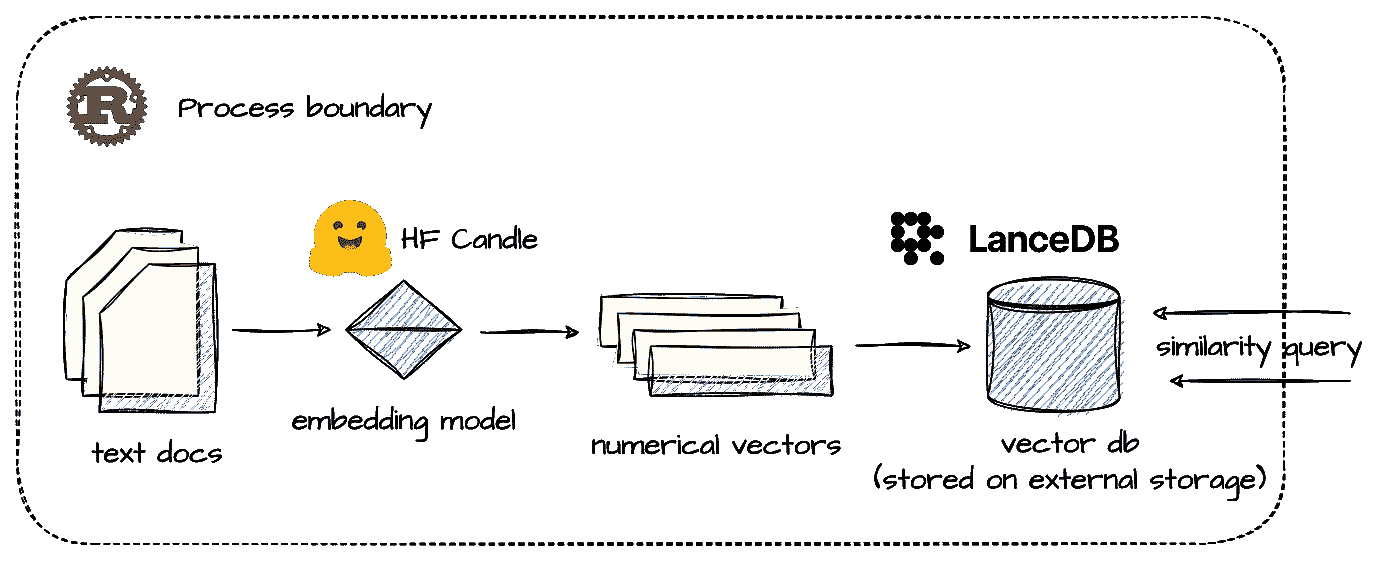 R
Process boundary
HF Candle
LanceDB
similarity query
embedding model
text docs
numerical vectors
vector db
(stored on external storage)